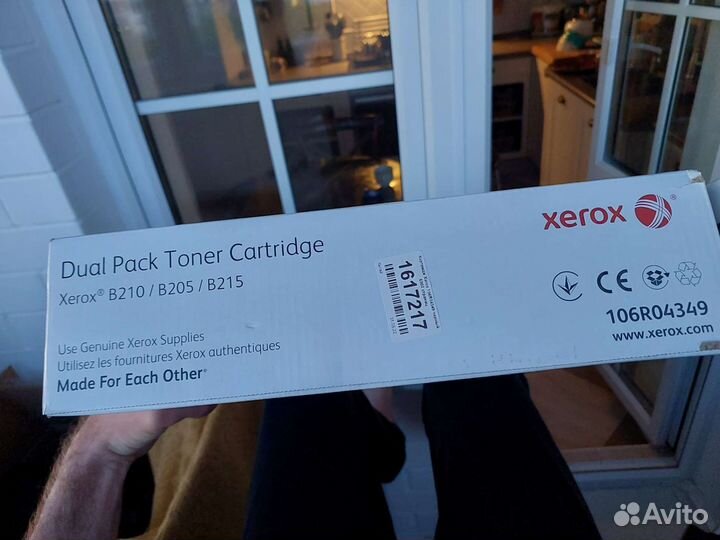 xerox
Dual Pack Toner Cartridge
Xerox® B210 / B205 / B215
1617217
CE
106R04349
www.xerox.com
Use Genuine Xerox Supplies
Utilisez les fournitures Xerox authentiques
Made For Each Other®
Avito